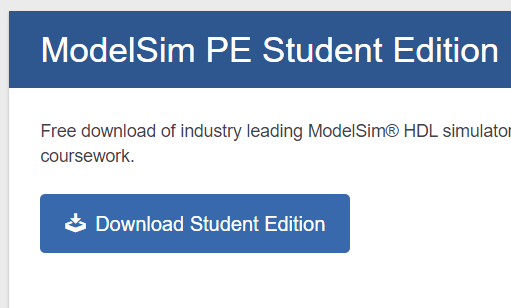 ModelSim PE Student Edition
Free download of industry leading ModelSim® HDL simulator
coursework.
Download Student Edition